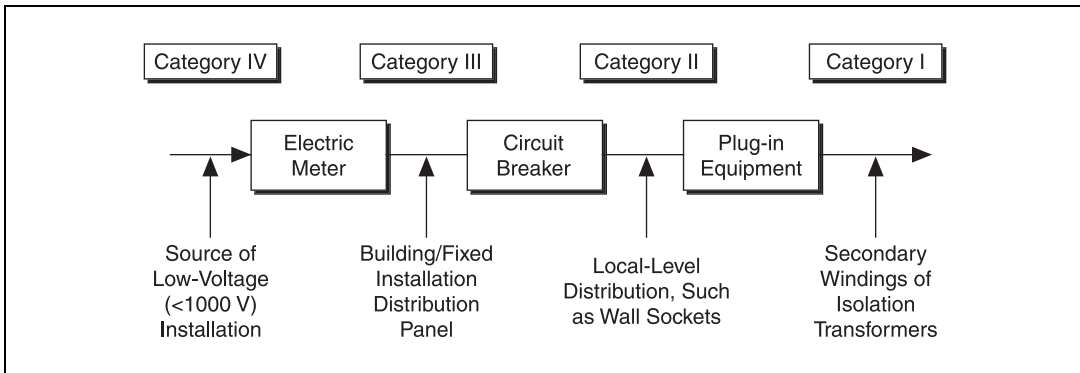 Category IV
Category III
Category II
Category I
Electric
Meter
Circuit
Breaker
Plug-in
Equipment
Source of
Low-Voltage
(<1000 V)
Installation
Building/Fixed
Installation
Distribution
Panel
Local-Level
Distribution, Such
as Wall Sockets
Secondary
Windings of
Isolation
Transformers